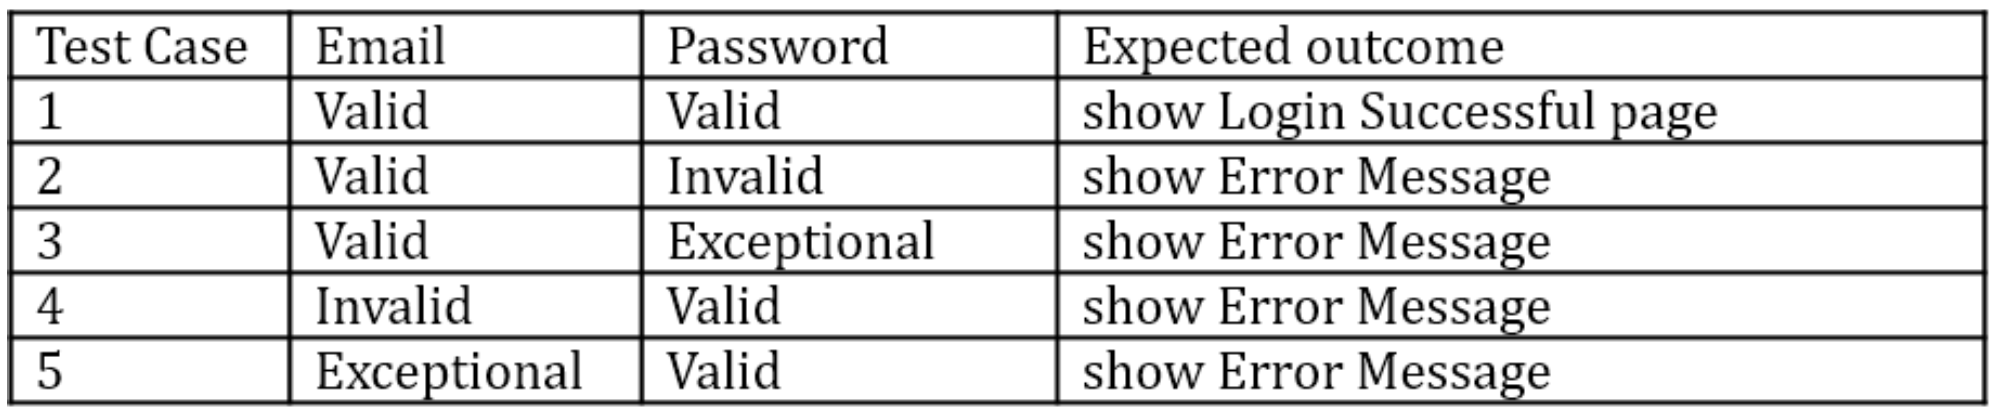 Test Case Email Password Expected outcome
1 Valid Valid show Login Successful page
2 Valid Invalid show Error Message
3 Valid Exceptional show Error Message
4 Invalid Valid show Error Message
5 Exceptional Valid show Error Message